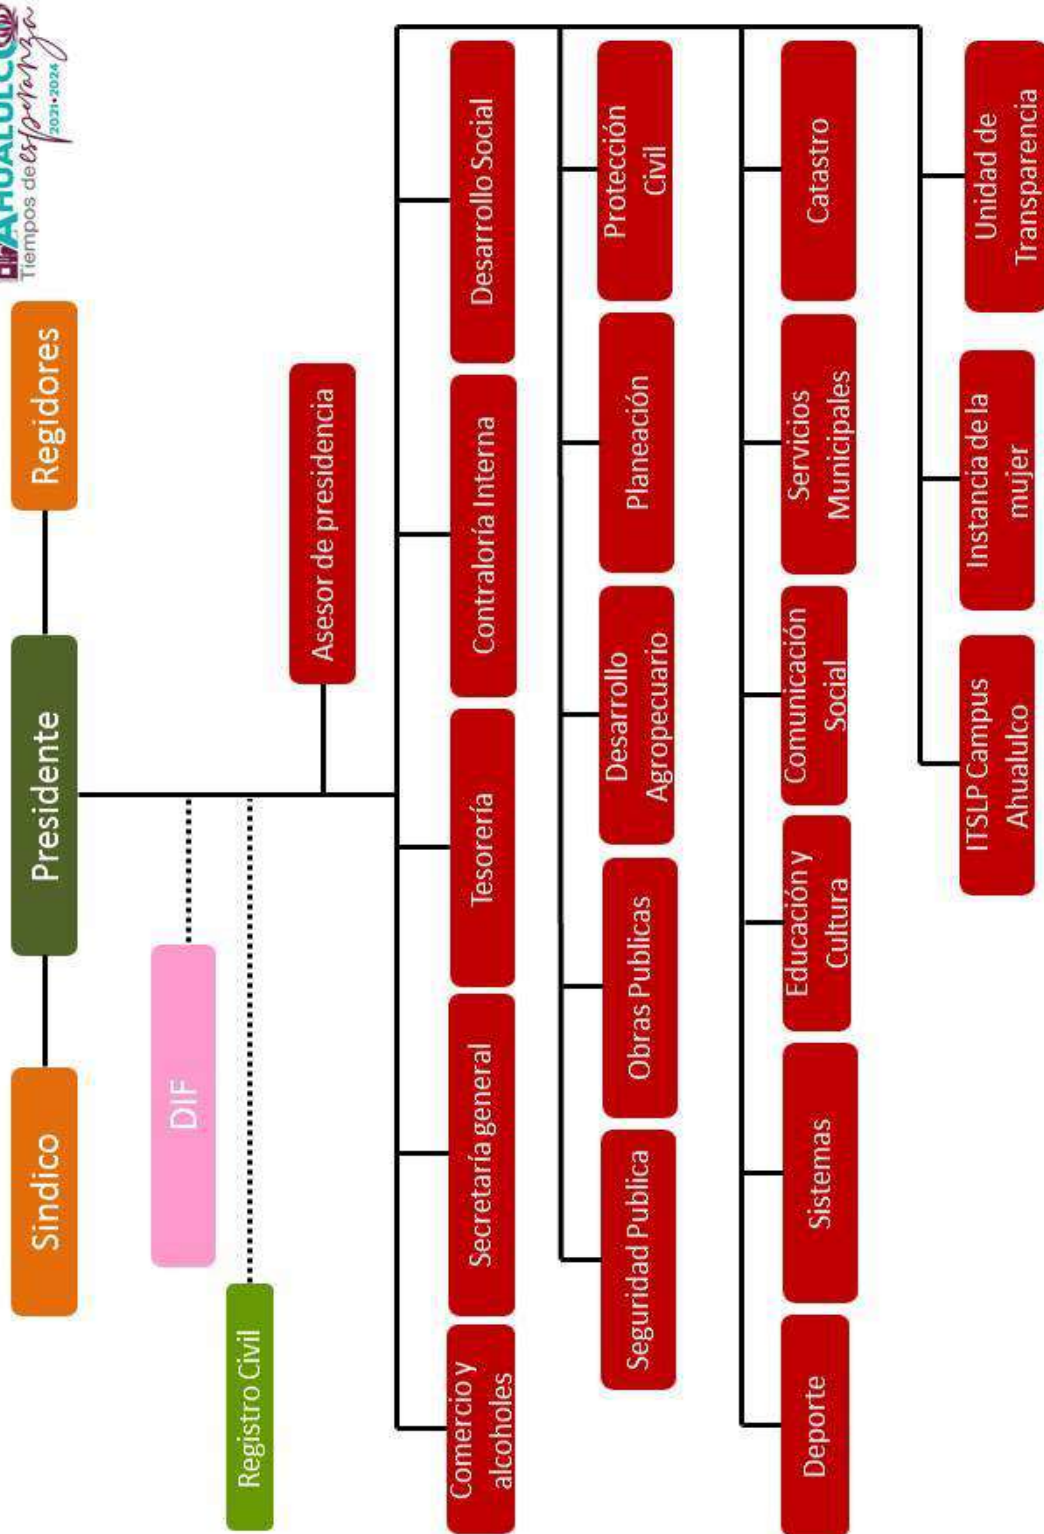 AHUALULCO
Tiempos de esperanza
2021•2024
Sindico
Presidente
Regidores
DIF
Registro Civil
Asesor de presidencia
Comercio y
alcoholes
Secretaría general
Tesorería
Contraloría Interna
Desarrollo Social
Seguridad Publica
Obras Publicas
Desarrollo
Agropecuario
Planeación
Protección
Civil
Deporte
Sistemas
Educación y
Cultura
Comunicación
Social
Servicios
Municipales
Catastro
ITSLP Campus
Ahualulco
Instancia de la
mujer
Unidad de
Transparencia